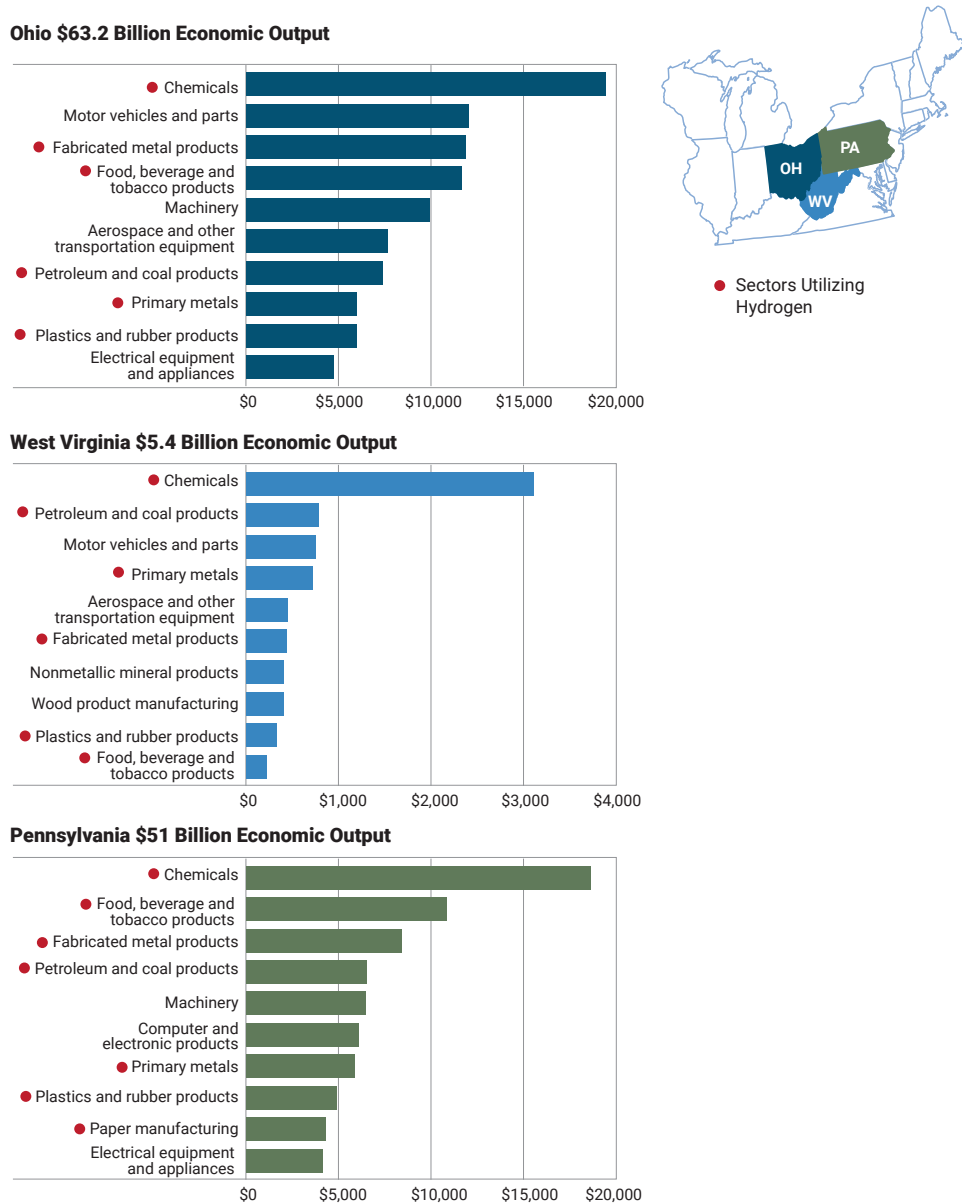 Ohio $63.2 Billion Economic Output
Chemicals
Motor vehicles and parts
Fabricated metal products
Food, beverage and
tobacco products
Machinery
Aerospace and other
transportation equipment
Petroleum and coal products
Primary metals
Plastics and rubber products
Electrical equipment
and appliances
$0 $5,000 $10,000 $15,000 $20,000
OH
PA
WV
Sectors Utilizing
Hydrogen
West Virginia $5.4 Billion Economic Output
Chemicals
Petroleum and coal products
Motor vehicles and parts
Primary metals
Aerospace and other
transportation equipment
Fabricated metal products
Nonmetallic mineral products
Wood product manufacturing
Plastics and rubber products
Food, beverage and
tobacco products
$0 $1,000 $2,000 $3,000 $4,000
Pennsylvania $51 Billion Economic Output
Chemicals
Food, beverage and
tobacco products
Fabricated metal products
Petroleum and coal products
Machinery
Computer and
electronic products
Primary metals
Plastics and rubber products
Paper manufacturing
Electrical equipment
and appliances
$0 $5,000 $10,000 $15,000 $20,000